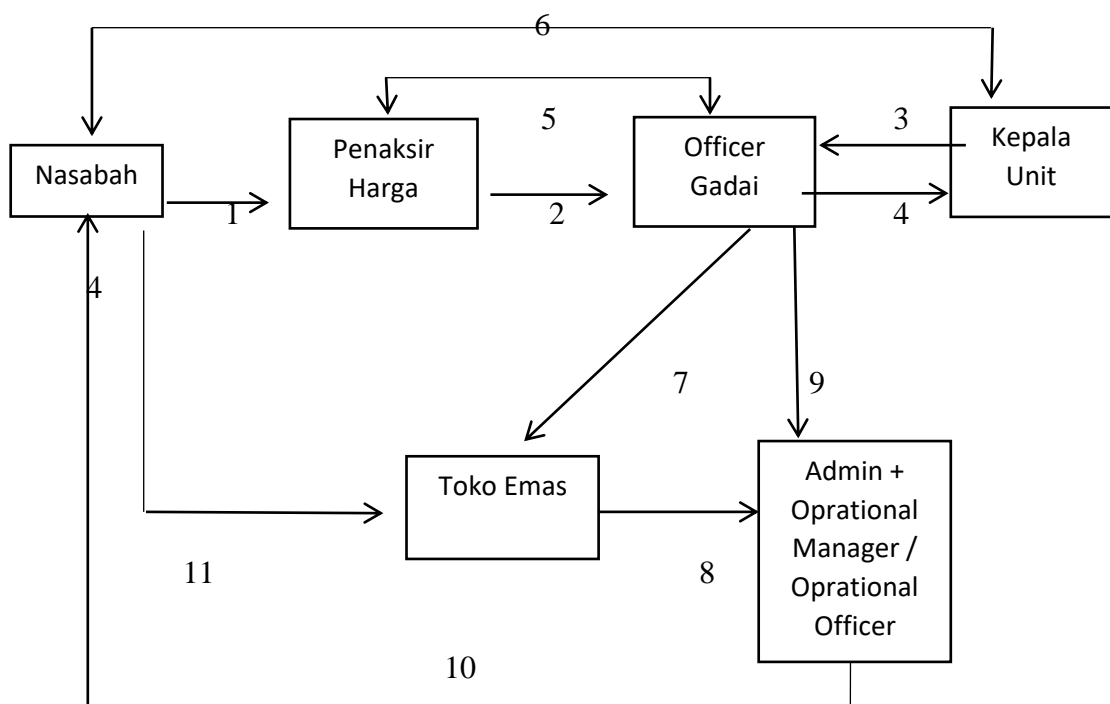 6
5
3
Nasabah
Penaksir
Harga
Officer
Gadai
Kepala
Unit
1
2
4
4
7
9
Toko Emas
Admin +
Oprational
Manager /
Oprational
Officer
11
8
10